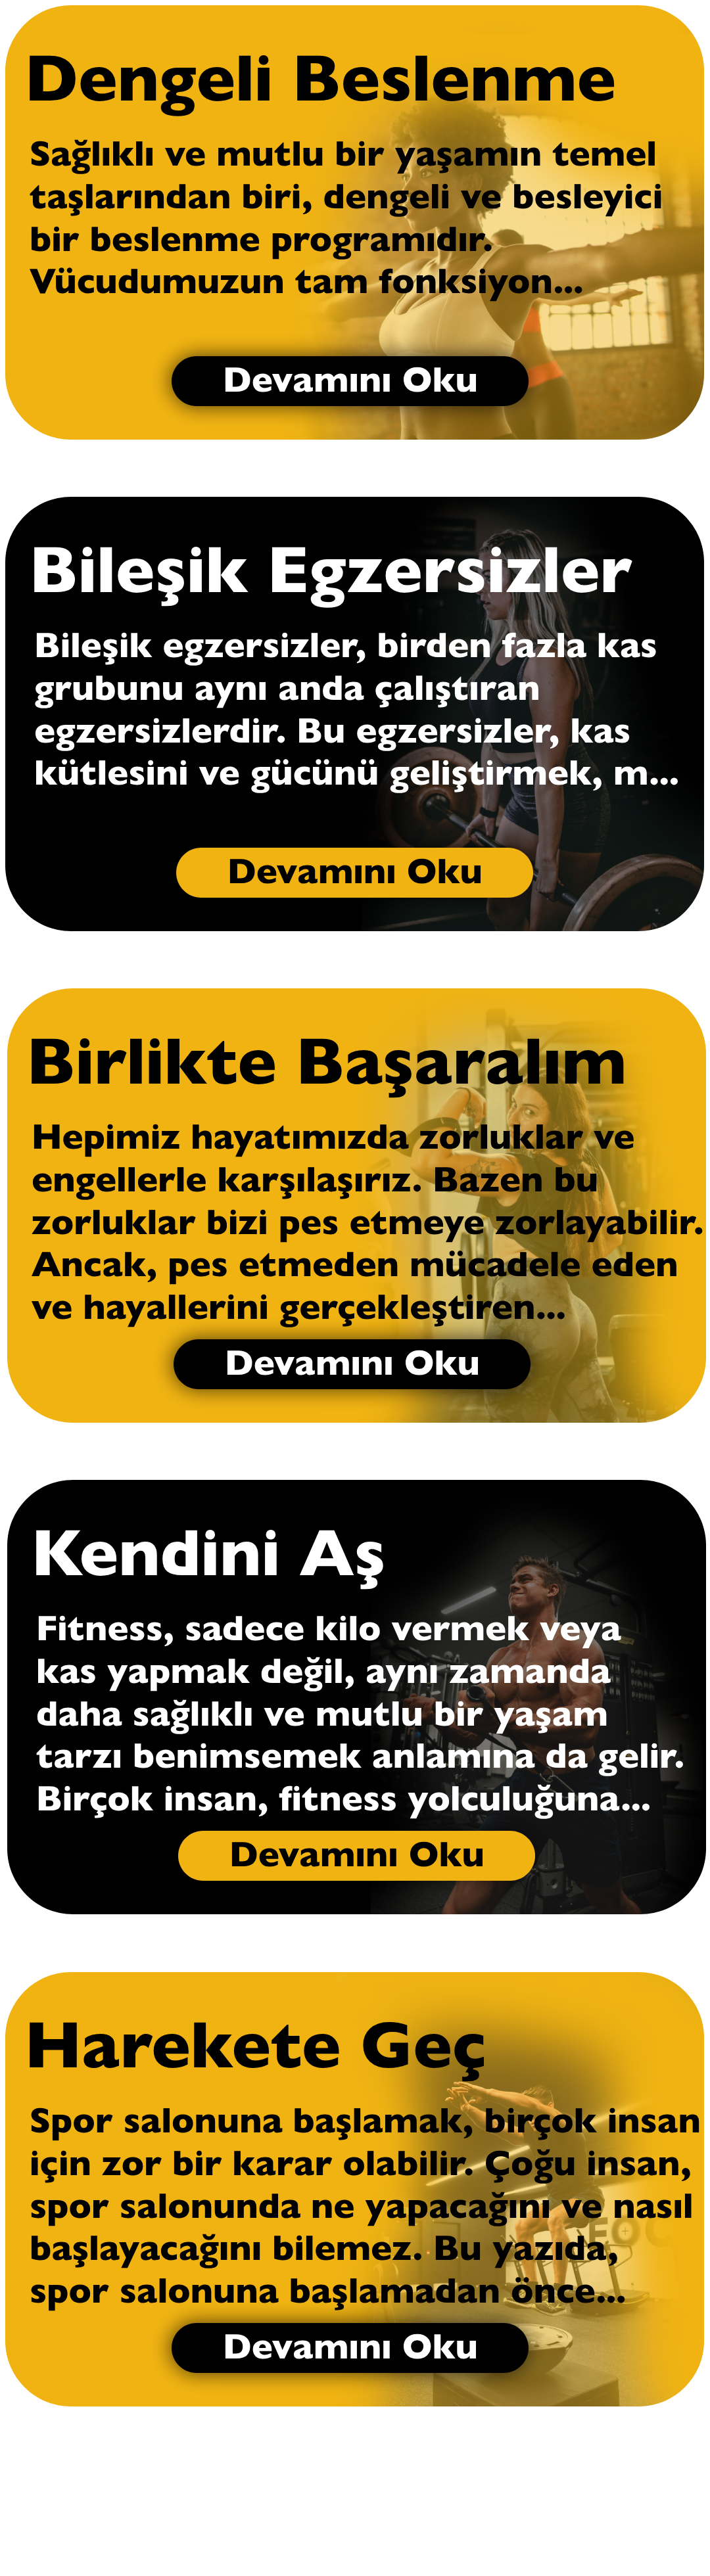 Dengeli Beslenme
Sağlıklı ve mutlu bir yaşamın temel
taşlarından biri, dengeli ve besleyici
bir beslenme programıdır.
Vücudumuzun tam fonksiyon...
Devamını Oku
Bileşik Egzersizler
Bileşik egzersizler, birden fazla kas
grubunu aynı anda çalıştıran
egzersizlerdir. Bu egzersizler, kas
kütlesini ve gücünü geliştirmek, m...
Devamını Oku
Birlikte Başaralım
Hepimiz hayatımızda zorluklar ve
engellerle karşılaşırız. Bazen bu
zorluklar bizi pes etmeye zorlayabilir.
Ancak, pes etmeden mücadele eden
ve hayallerini gerçekleştiren...
Devamını Oku
Kendini Aş
Fitness, sadece kilo vermek veya
kas yapmak değil, aynı zamanda
daha sağlıklı ve mutlu bir yaşam
tarzı benimsemek anlamına da gelir.
Birçok insan, fitness yolculuğuna...
Devamını Oku
Harekete Geç
Spor salonuna başlamak, birçok insan
için zor bir karar olabilir. Çoğu insan,
spor salonunda ne yapacağını ve nasıl
başlayacağını bilemez. Bu yazıda,
spor salonuna başlamadan önce...
Devamını Oku